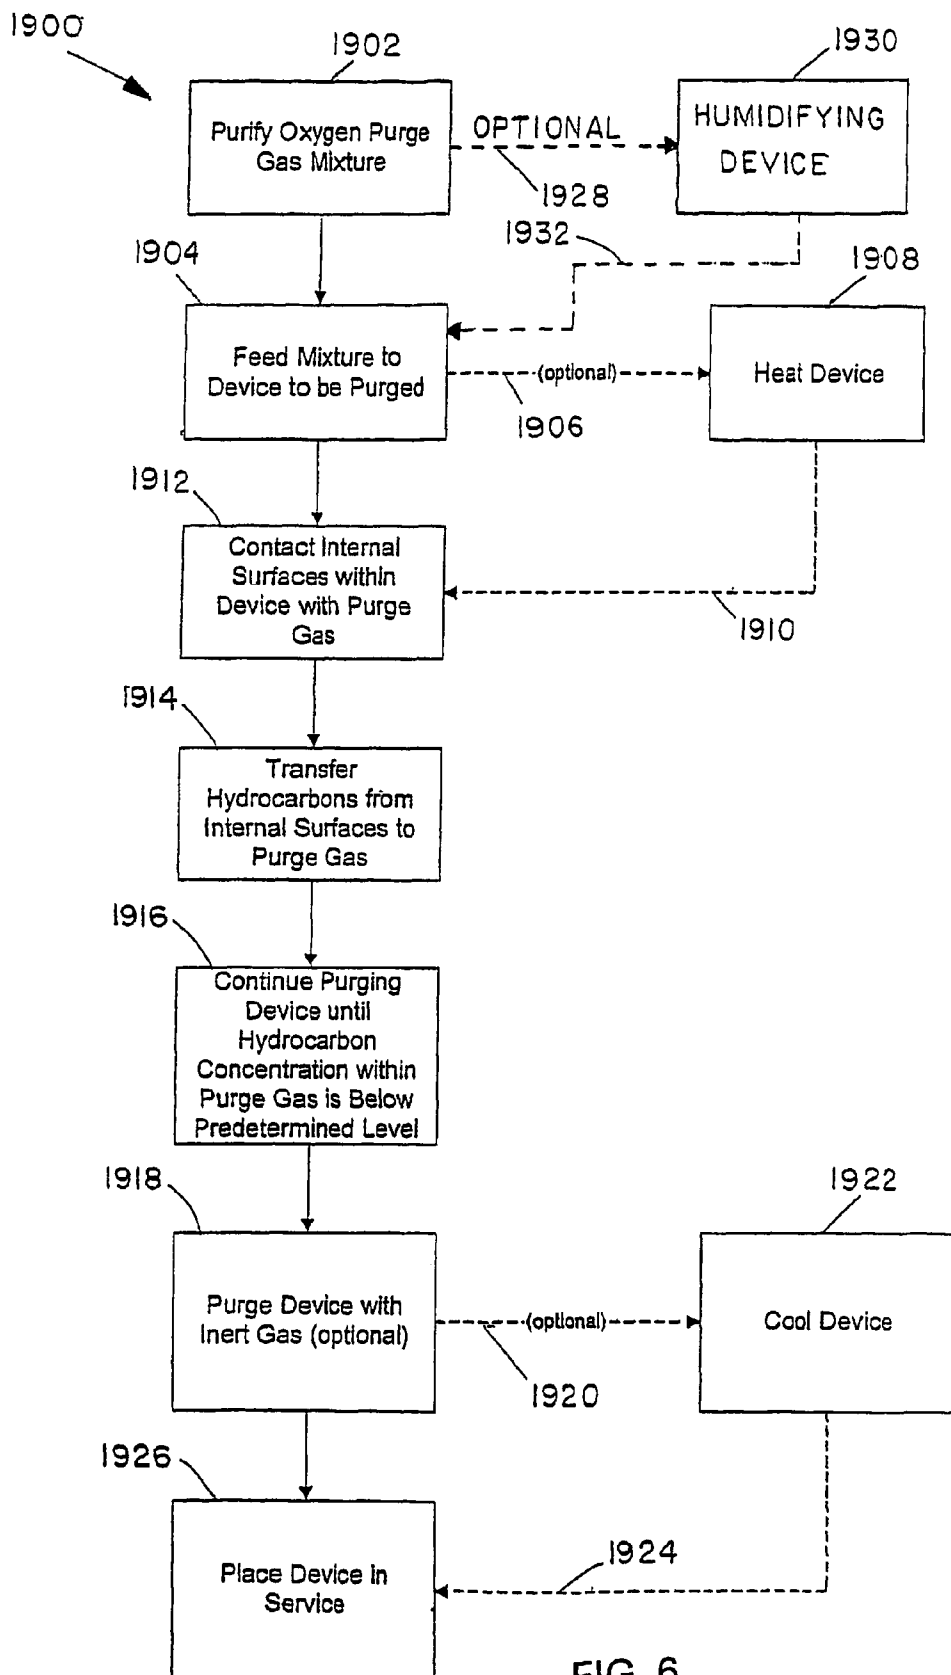 1900
1902
1930
Purify Oxygen Purge
Gas Mixture
OPTIONAL
1928
HUMIDIFYING
DEVICE
1932
1904
1908
Feed Mixture to
Device to be Purged
(optional)
1906
Heat Device
1912
Contact Internal
Surfaces within
Device with Purge
Gas
1910
1914
Transfer
Hydrocarbons from
Internal Surfaces to
Purge Gas
1916
Continue Purging
Device until
Hydrocarbon
Concentration within
Purge Gas is Below
Predetermined Level
1918
1922
Purge Device with
Inert Gas (optional)
(optional)
1920
Cool Device
1926
Place Device in
Service
1924
FIG. 6